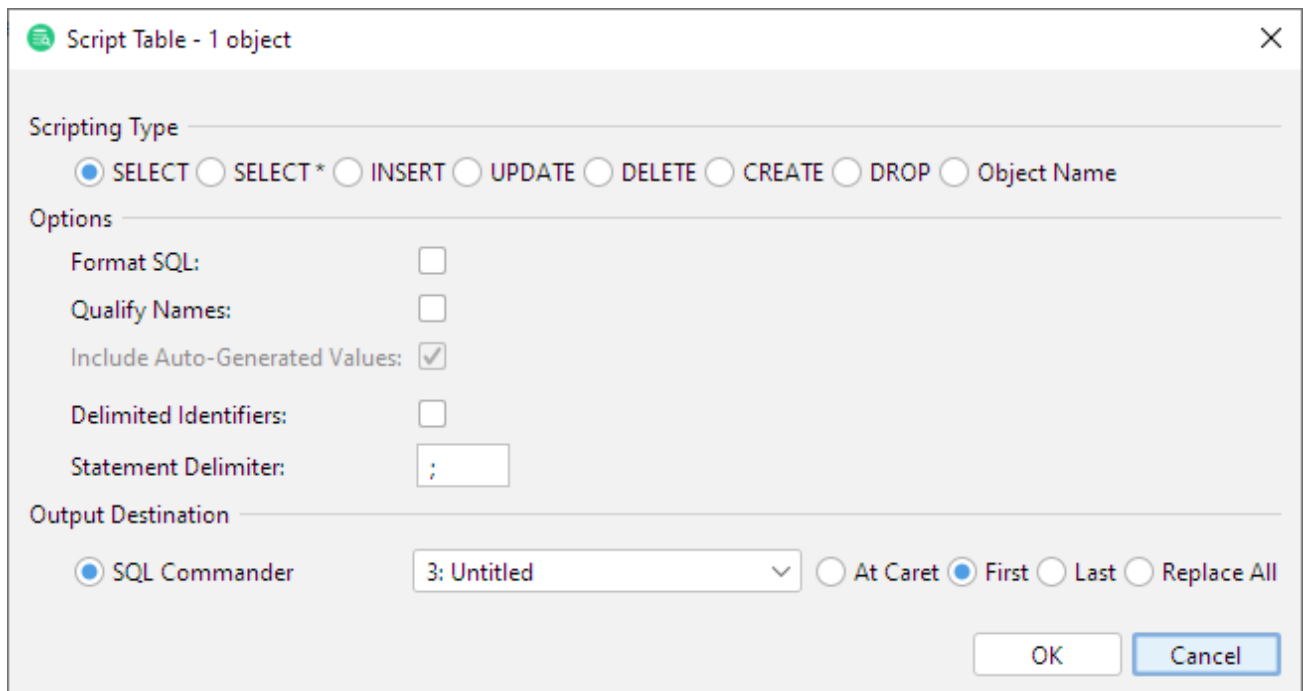 Script Table - 1 object
Scripting Type
SELECT SELECT * INSERT UPDATE DELETE CREATE DROP Object Name
Options
Format SQL:
Qualify Names:
Include Auto-Generated Values:
Delimited Identifiers:
Statement Delimiter: ;
Output Destination
SQL Commander 3: Untitled At Caret First Last Replace All
OK Cancel